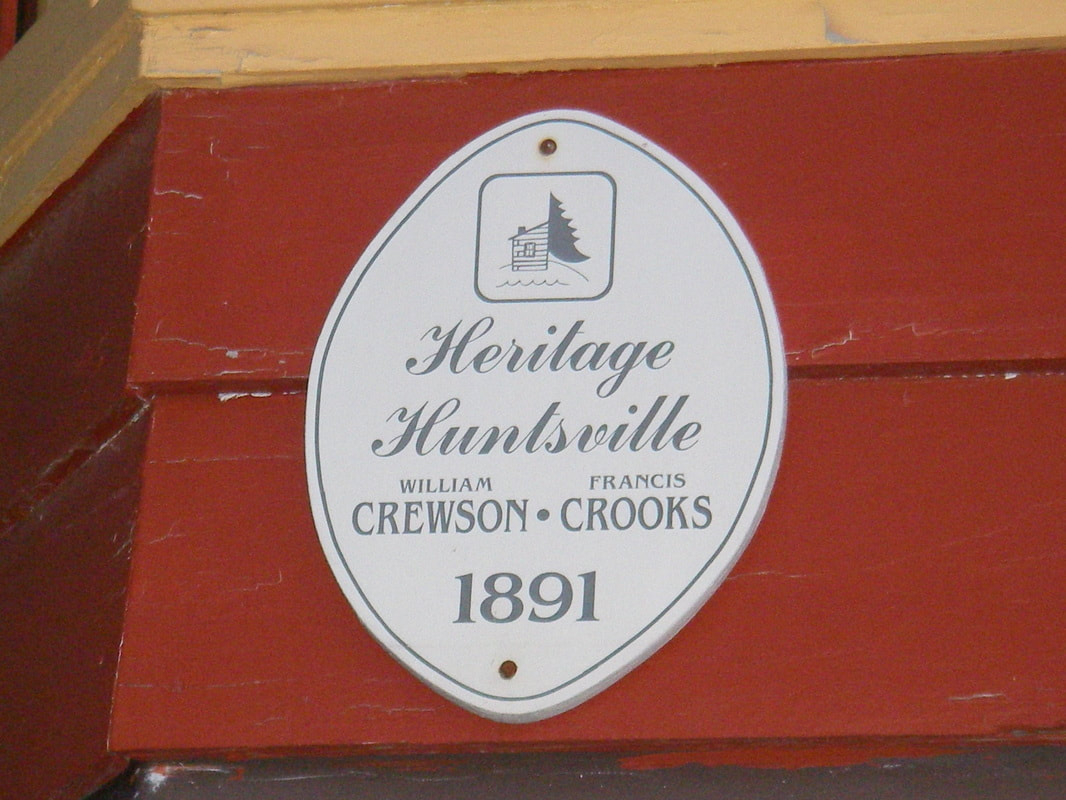 Heritage
Huntsville
WILLIAM FRANCIS
CREWSON • CROOKS
1891